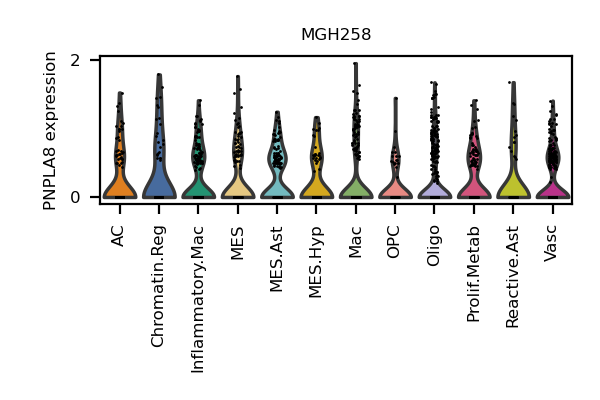 MGH258
PNPLA8 expression
2
0
AC
Chromatin.Reg
Inflammatory.Mac
MES
MES.Ast
MES.Hyp
Mac
OPC
Oligo
Prolif.Metab
Reactive.Ast
Vasc